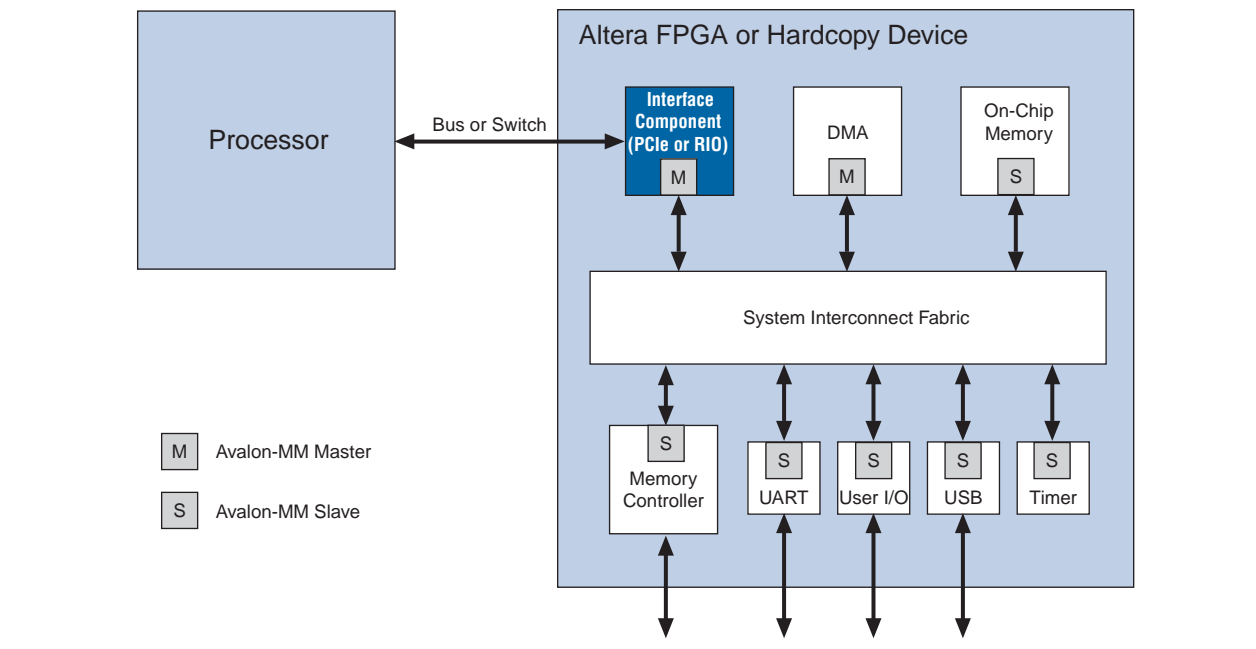 Altera FPGA or Hardcopy Device
Processor
Bus or Switch
Interface
Component
(PCIe or RIO)
M
DMA
M
On-Chip
Memory
S
System Interconnect Fabric
S
Memory
Controller
S
UART
S
User I/O
S
USB
S
Timer
M Avalon-MM Master
S Avalon-MM Slave